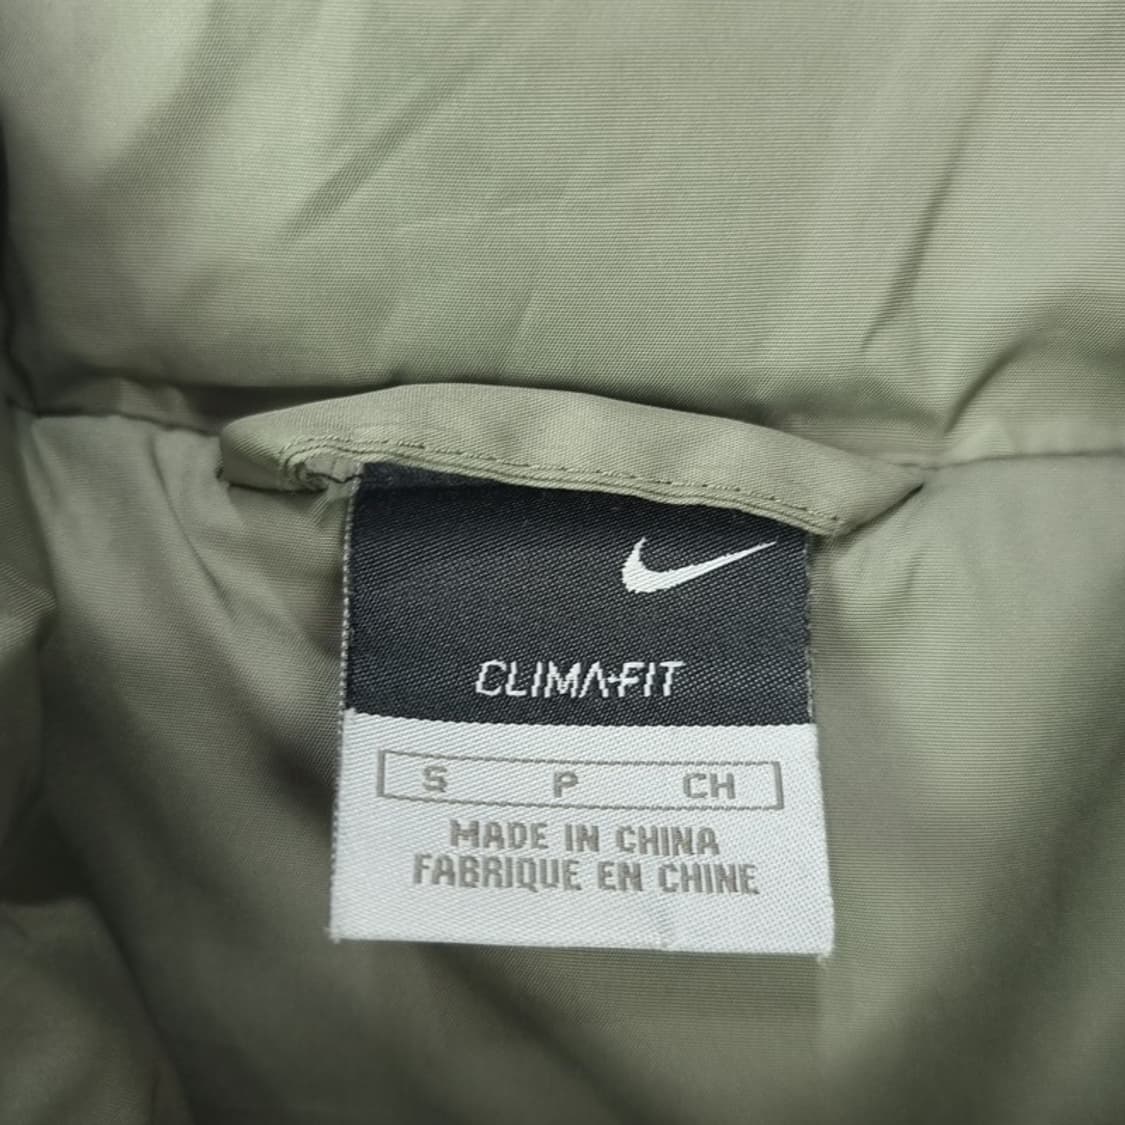 CLIMA-FIT
S P CH
MADE IN CHINA
FABRIQUE EN CHINE